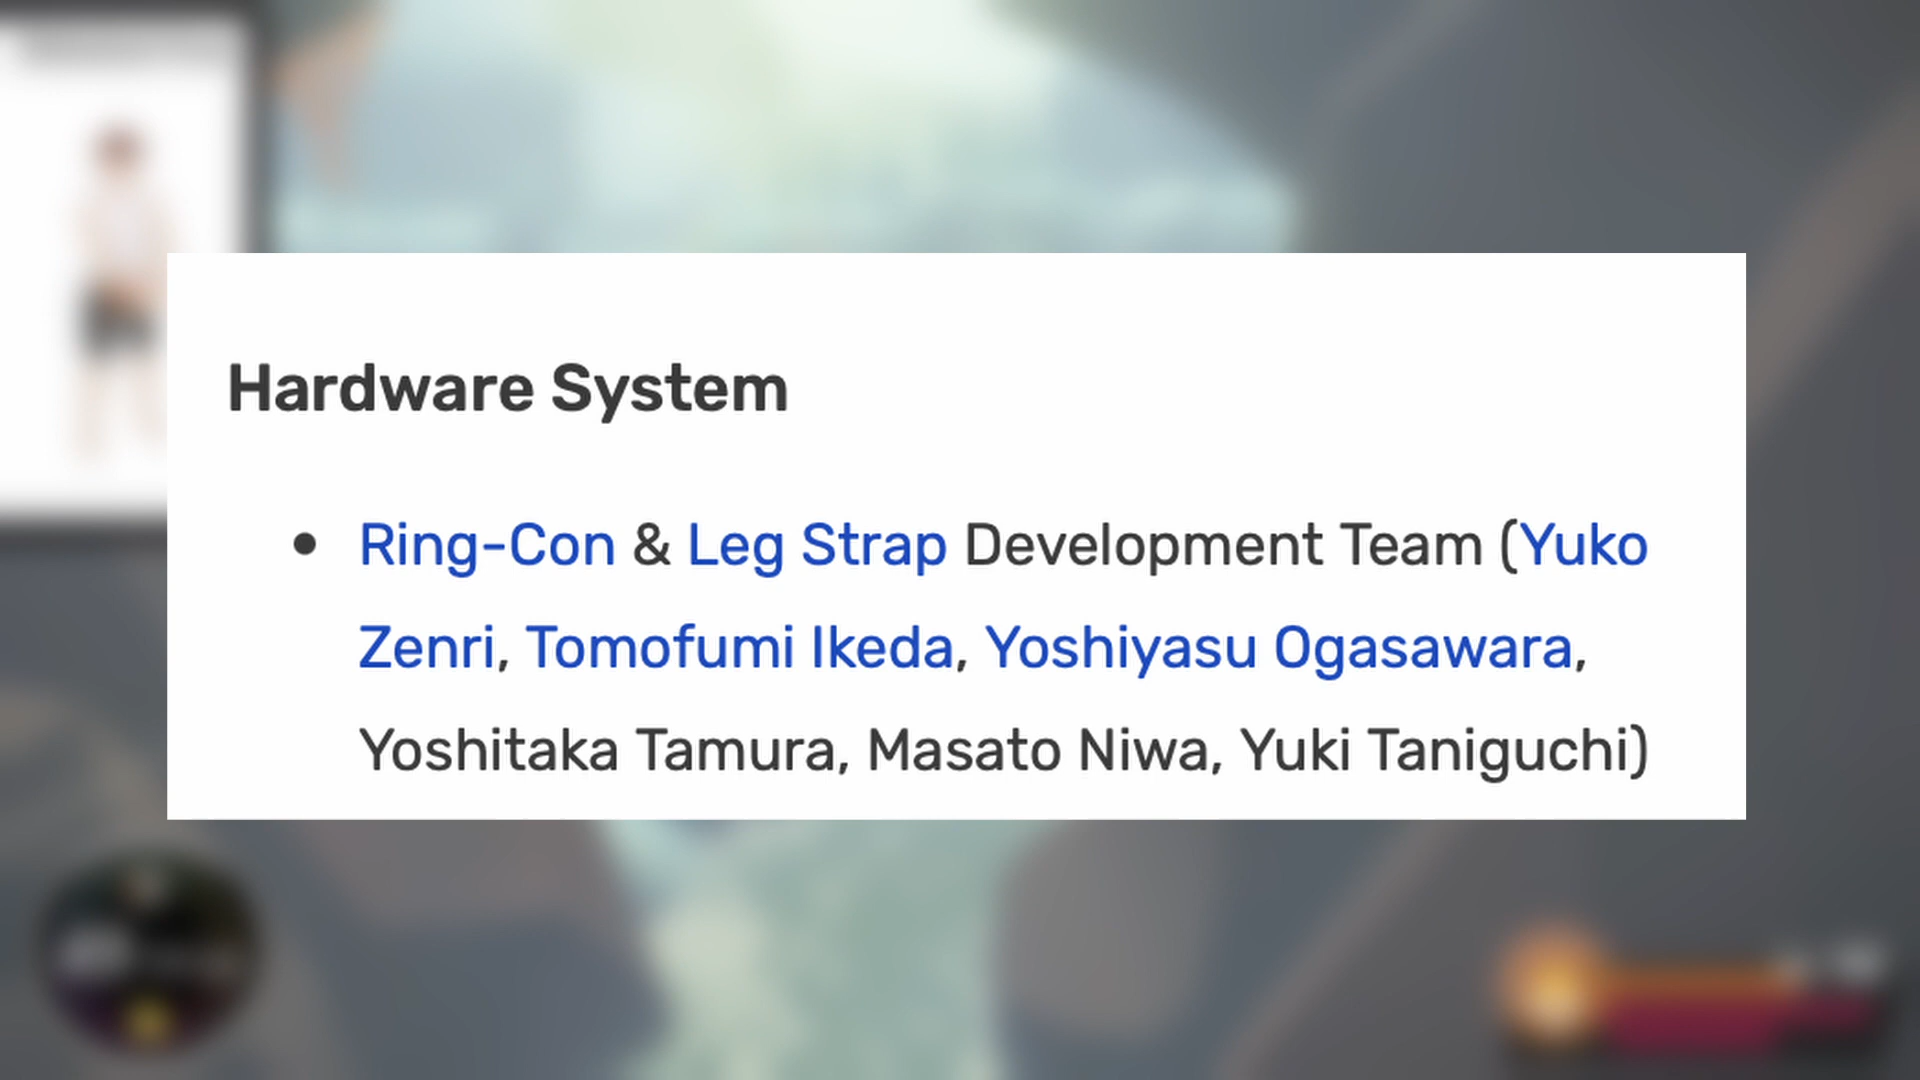 Hardware System
• Ring-Con & Leg Strap Development Team (Yuko
Zenri, Tomofumi Ikeda, Yoshiyasu Ogasawara,
Yoshitaka Tamura, Masato Niwa, Yuki Taniguchi)